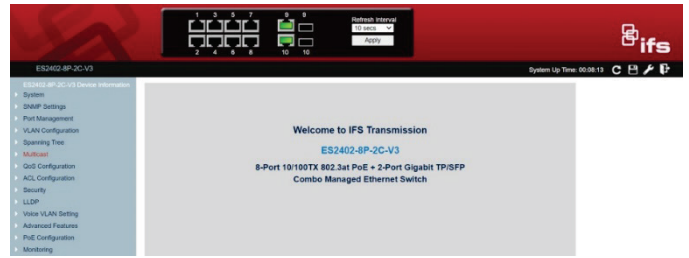 1 3 5 7 9 9
Refresh Interval
10 secs
Apply
2 4 6 8 10 10
ifs
ES2402-8P-2C-V3
System Up Time: 00:08:13
ES2402-8P-2C-V3 Device Information
System
SNMP Settings
Port Management
VLAN Configuration
Spanning Tree
Multicast
QoS Configuration
ACL Configuration
Security
LLDP
Voice VLAN Setting
Advanced Features
PoE Configuration
Monitoring
Welcome to IFS Transmission
ES2402-8P-2C-V3
8-Port 10/100TX 802.3at PoE + 2-Port Gigabit TP/SFP
Combo Managed Ethernet Switch